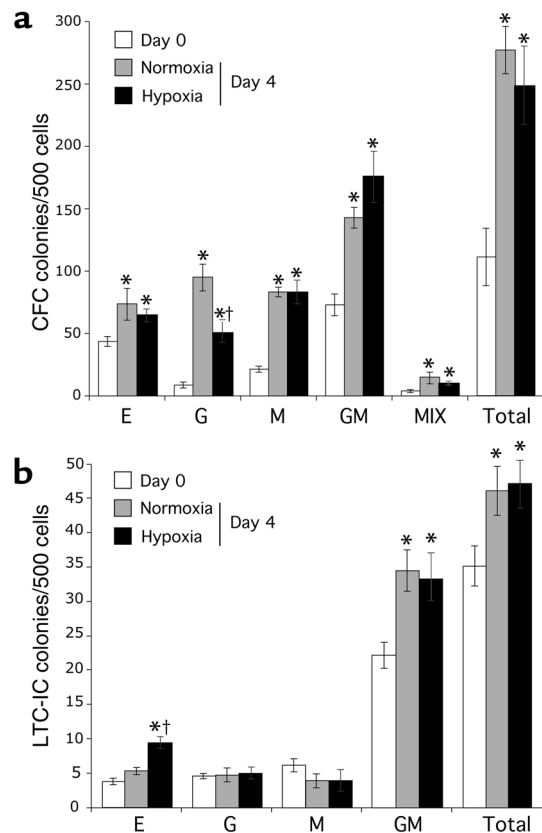 a
CFC colonies/500 cells
300
250
200
150
100
50
0
Day 0
Normoxia
Hypoxia
Day 4
*
*
*
*†
*
*
*
*
*
*
*
*
E G M GM MIX Total
b
LTC-IC colonies/500 cells
50
45
40
35
30
25
20
15
10
5
0
Day 0
Normoxia
Hypoxia
Day 4
*†
*
*
*
*
E G M GM Total